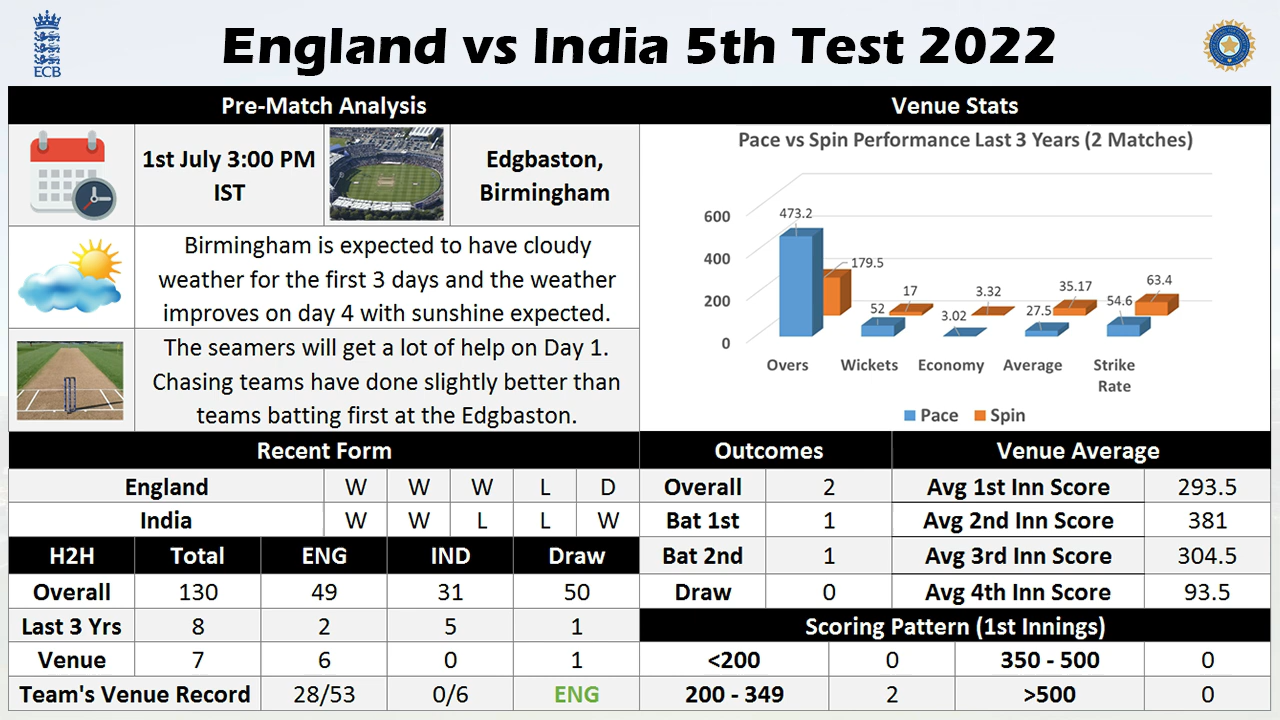 England vs India 5th Test 2022
ECB
Pre-Match Analysis
1st July 3:00 PM
IST
Edgbaston,
Birmingham
Birmingham is expected to have cloudy
weather for the first 3 days and the weather
improves on day 4 with sunshine expected.
The seamers will get a lot of help on Day 1.
Chasing teams have done slightly better than
teams batting first at the Edgbaston.
Venue Stats
Pace vs Spin Performance Last 3 Years (2 Matches)
600
400
200
0
473.2
179.5
52
17
3.02
3.32
27.5
35.17
54.6
63.4
Overs
Wickets
Economy
Average
Strike
Rate
Pace
Spin
Recent Form
England W W W L D
India W W L L W
H2H Total ENG IND Draw
Overall 130 49 31 50
Last 3 Yrs 8 2 5 1
Venue 7 6 0 1
Team's Venue Record 28/53 0/6 ENG
Outcomes
Overall 2
Bat 1st 1
Bat 2nd 1
Draw 0
Venue Average
Avg 1st Inn Score 293.5
Avg 2nd Inn Score 381
Avg 3rd Inn Score 304.5
Avg 4th Inn Score 93.5
Scoring Pattern (1st Innings)
<200 0 350 - 500 0
200 - 349 2 >500 0